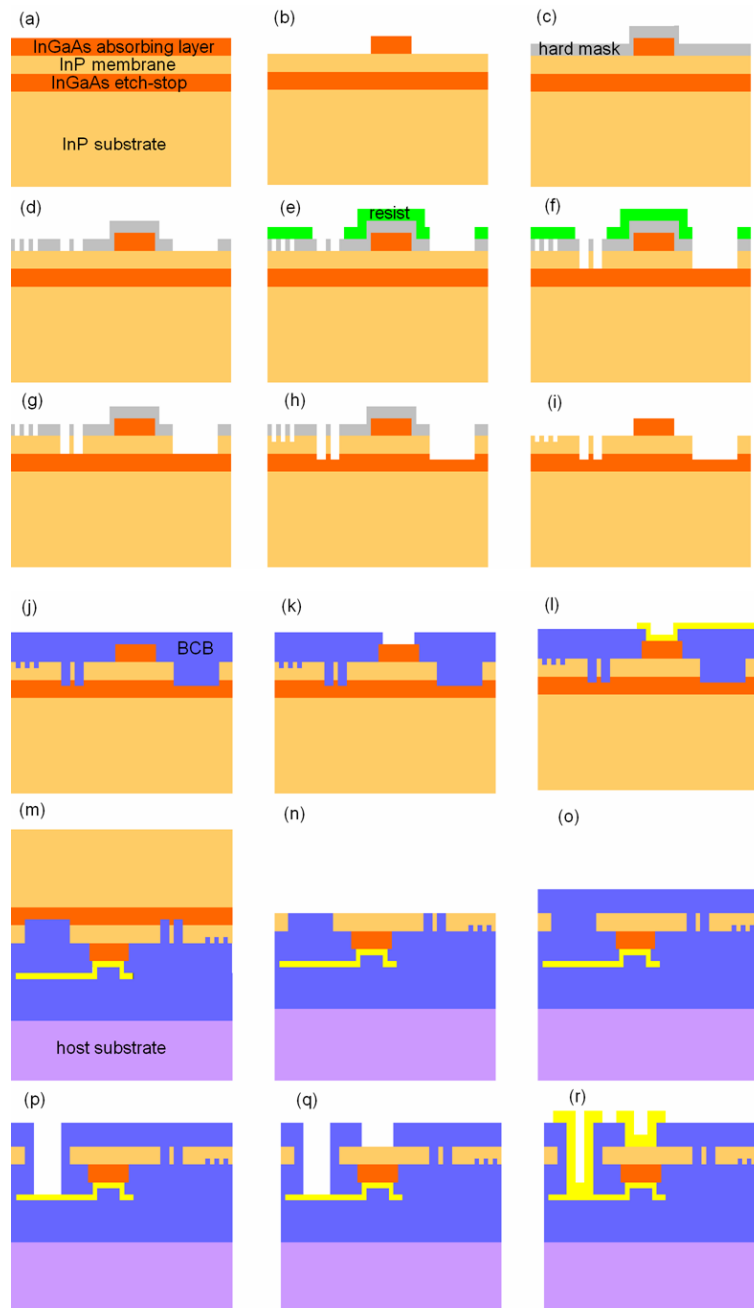 (a)
(b)
(c)
InGaAs absorbing layer
InP membrane
InGaAs etch-stop
InP substrate
hard mask
(d)
(e)
resist
(f)
(g)
(h)
(i)
(j)
BCB
(k)
(l)
(m)
host substrate
(n)
(o)
(p)
(q)
(r)